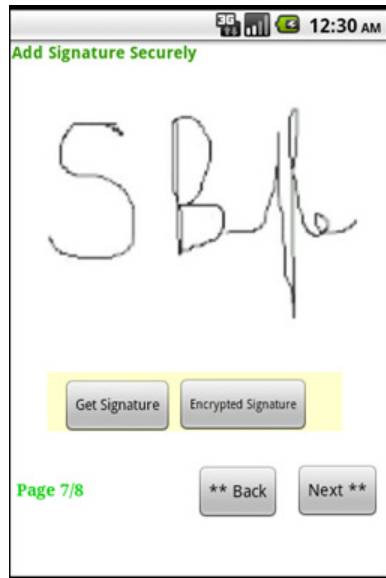 3G 12:30 AM
Add Signature Securely
Get Signature Encrypted Signature
Page 7/8 ** Back Next **